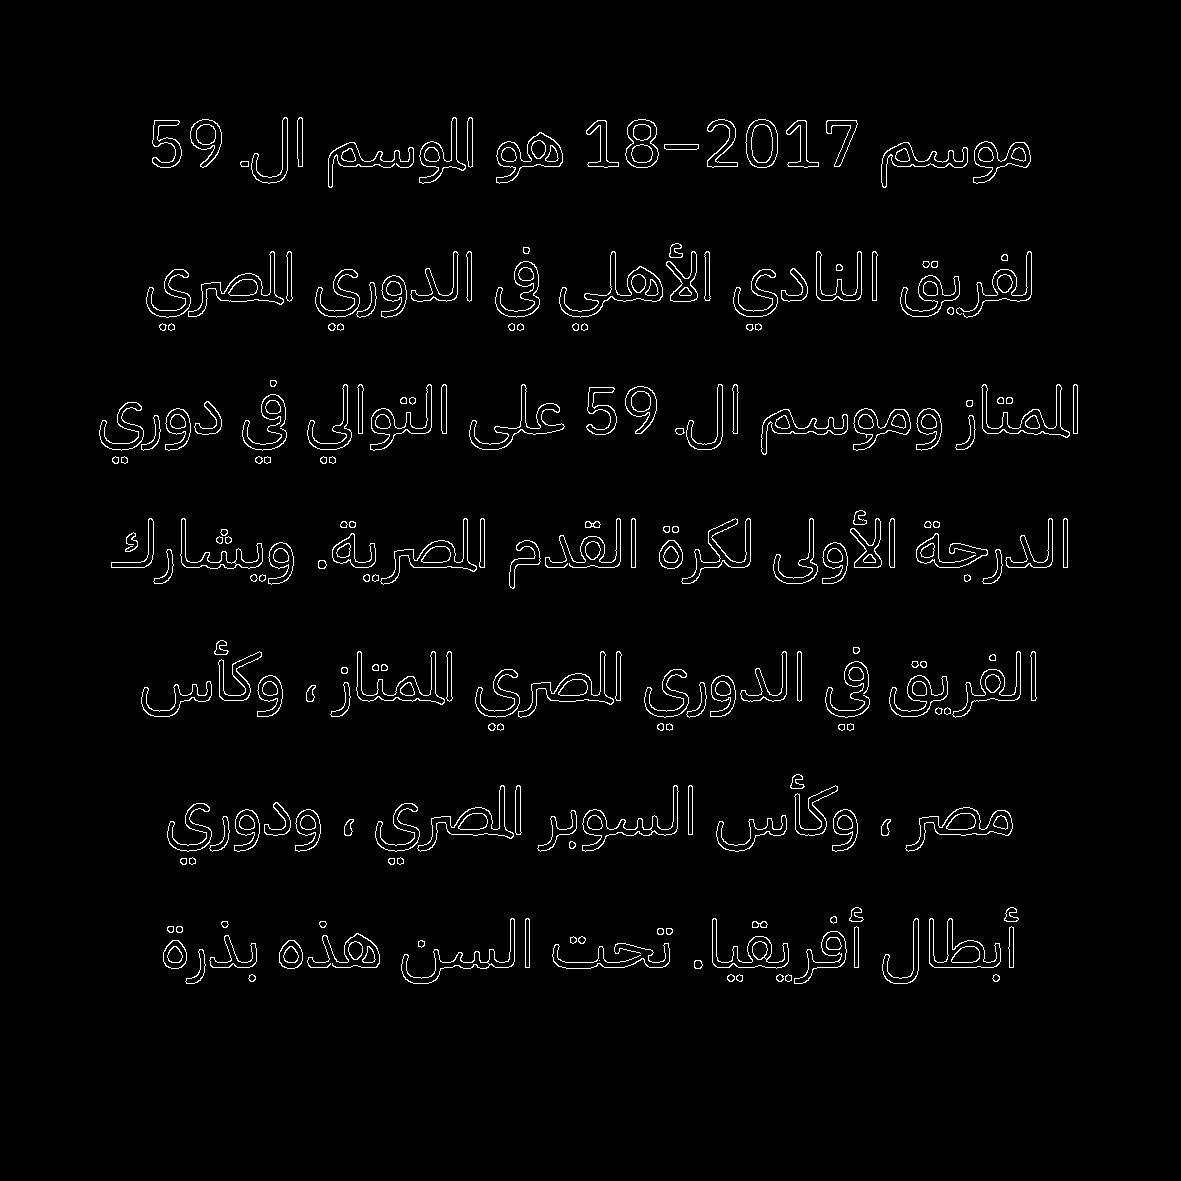 موسم 2017–18 هو الموسم الـ 59
لفريق النادي الأهلي في الدوري المصري
الممتاز وموسم الـ 59 على التوالي في دوري
الدرجة الأولى لكرة القدم المصرية. ويشارك
الفريق في الدوري المصري الممتاز ، وكأس
مصر ، وكأس السوبر المصري ، ودوري
أبطال أفريقيا. تحت السن هذه بذرة